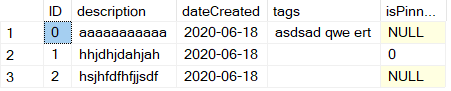 ID description dateCreated tags isPinn...
1 0 aaaaaaaaaaa 2020-06-18 asdsad qwe ert NULL
2 1 hhjdhjdahjah 2020-06-18 0
3 2 hsjhfdfhfjjsdf 2020-06-18 NULL